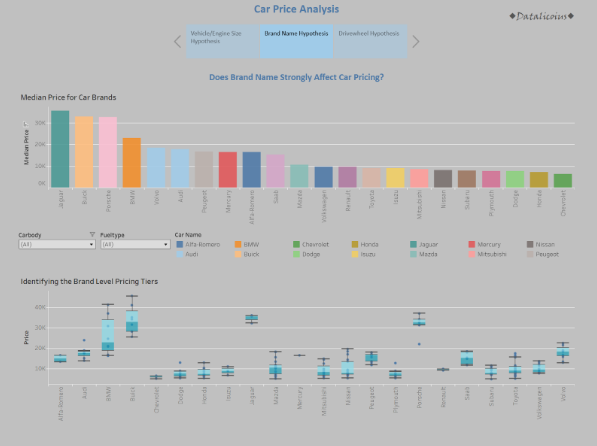 Car Price Analysis
◆Datalicious◆
Vehicle/Engine Size
Hypothesis
Brand Name Hypothesis
Drivewheel Hypothesis
Does Brand Name Strongly Affect Car Pricing?
Median Price for Car Brands
Median Price
30K
20K
10K
0K
Jaguar
Buick
Porsche
BMW
Volvo
Audi
Peugeot
Mercury
Alfa-Romero
Saab
Mazda
Volkswagen
Renault
Toyota
Isuzu
Mitsubishi
Nissan
Subaru
Plymouth
Dodge
Honda
Chevrolet
Carbody
Fueltype
Car Name
(All)
(All)
Alfa-Romero
BMW
Chevrolet
Honda
Jaguar
Mercury
Nissan
Audi
Buick
Dodge
Isuzu
Mazda
Mitsubishi
Peugeot
Identifying the Brand Level Pricing Tiers
Price
40K
30K
20K
10K
Alfa-Romero
Audi
BMW
Buick
Chevrolet
Dodge
Honda
Isuzu
Jaguar
Mazda
Mercury
Mitsubishi
Nissan
Peugeot
Plymouth
Porsche
Renault
Saab
Subaru
Toyota
Volkswagen
Volvo